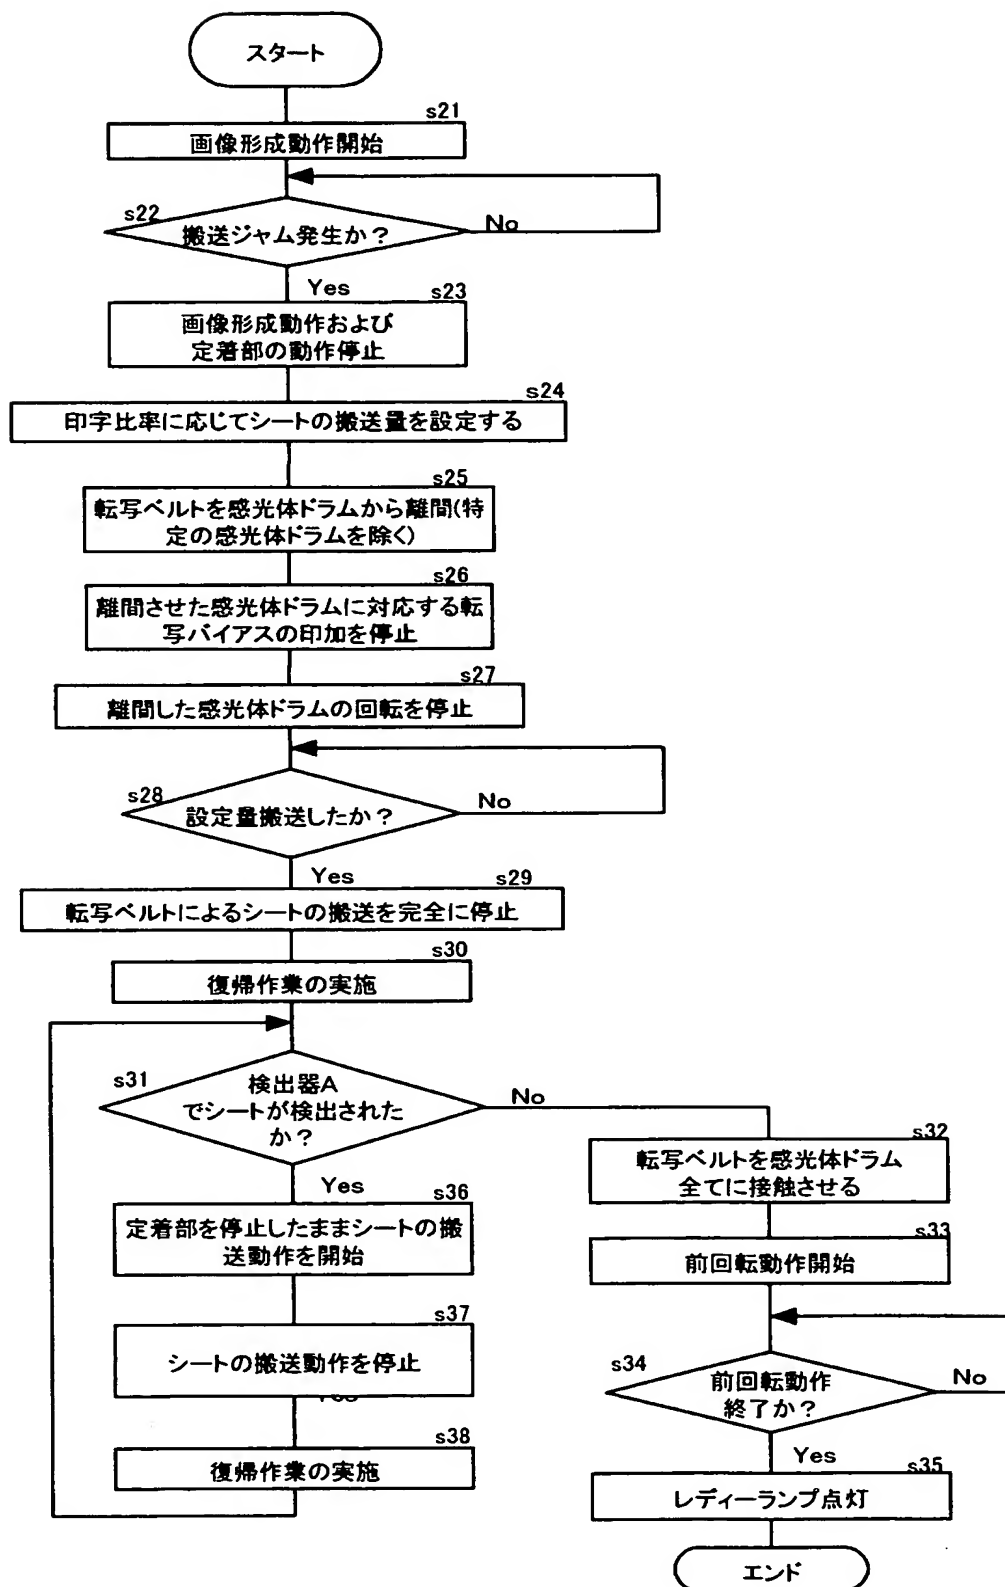 スタート
s21
画像形成動作開始
s22
搬送ジャム発生か?
No
Yes
s23
画像形成動作および
定着部の動作停止
s24
印字比率に応じてシートの搬送量を設定する
s25
転写ベルトを感光体ドラムから離間(特
定の感光体ドラムを除く)
s26
離間させた感光体ドラムに対応する転
写バイアスの印加を停止
s27
離間した感光体ドラムの回転を停止
s28
設定量搬送したか?
No
Yes
s29
転写ベルトによるシートの搬送を完全に停止
s30
復帰作業の実施
s31
検出器A
でシートが検出された
か?
No
Yes
s36
定着部を停止したままシートの搬
送動作を開始
s37
シートの搬送動作を停止
s38
復帰作業の実施
s32
転写ベルトを感光体ドラム
全てに接触させる
s33
前回転動作開始
s34
前回転動作
終了か?
No
Yes
s35
レディーランプ点灯
エンド